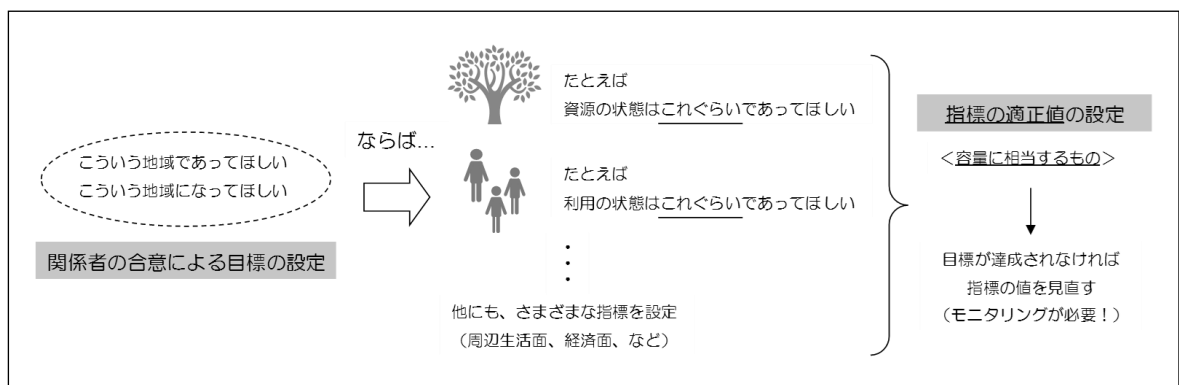 こういう地域であってほしい
こういう地域になってほしい
関係者の合意による目標の設定
ならば…
たとえば
資源の状態はこれぐらいであってほしい
たとえば
利用の状態はこれぐらいであってほしい
・
・
・
他にも、さまざまな指標を設定
（周辺生活面、経済面、など）
指標の適正値の設定
＜容量に相当するもの＞
目標が達成されなければ
指標の値を見直す
（モニタリングが必要！）